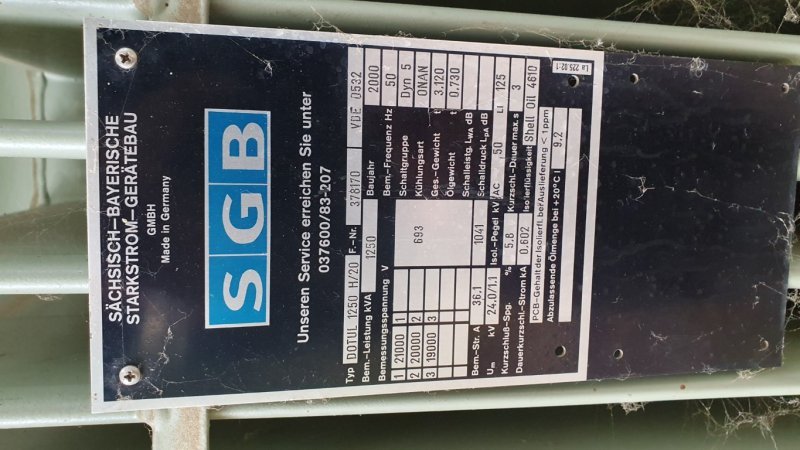 SÄCHSISCH-BAYERISCHE
STARKSTROM-GERÄTEBAU
GMBH
Made in Germany
SGB
Unseren Service erreichen Sie unter
037600/83-207
Typ DOTUL 1250 H/20 F.-Nr. 378170 VDE 0532
Bem.-Leistung kVA 1250 Baujahr 2000
Bemessungsspannung V Bem.-Frequenz Hz 50
1 21000 1 693 Schaltgruppe Dyn 5
2 20000 2 Kühlungsart ONAN
3 19000 3 Ges.-Gewicht t 3.120
Ölgewicht t 0.730
Schalleistg. LWA dB
Bem.-Str. A 36.1 1041 Schalldruck LpA dB
Um kV 24.0/1.1 Isol.-Pegel kV AC 50 LI 125
Kurzschluß-Spg. % 5.8 Kurzschl.-Dauer max. s 3
Dauerkurzschl.-Strom kA 0.602 Isolierflüssigkeit Shell Oil 4610
PCB-Gehalt der Isolierfl. bei Auslieferung < 1 ppm
Abzulassende Ölmenge bei +20°C l 9.2
La 225.02.1